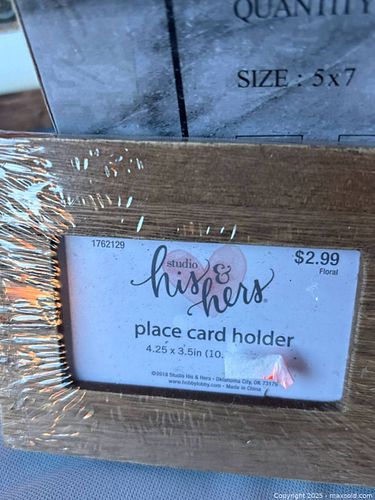 QUANTITY
SIZE : 5x7
1762129
$2.99
Floral
studio
his & hers®
place card holder
4.25 x 3.5in (10.
©2018 Studio His & Hers • Oklahoma City, OK 73179
www.hobbylobby.com • Made in China
Copyright 2025 - maxsold.com